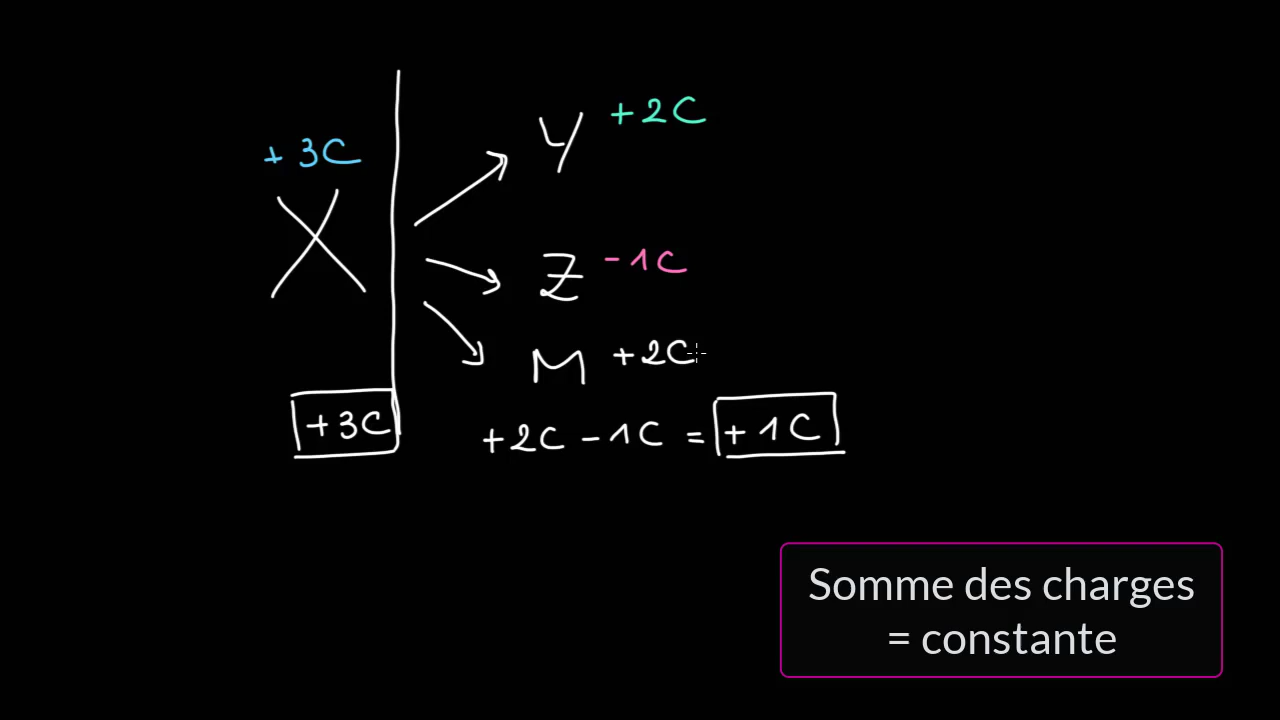 +3C
X
Y +2C
Z -1C
M +2C
+3C
+2C -1C = +1C
Somme des charges
= constante